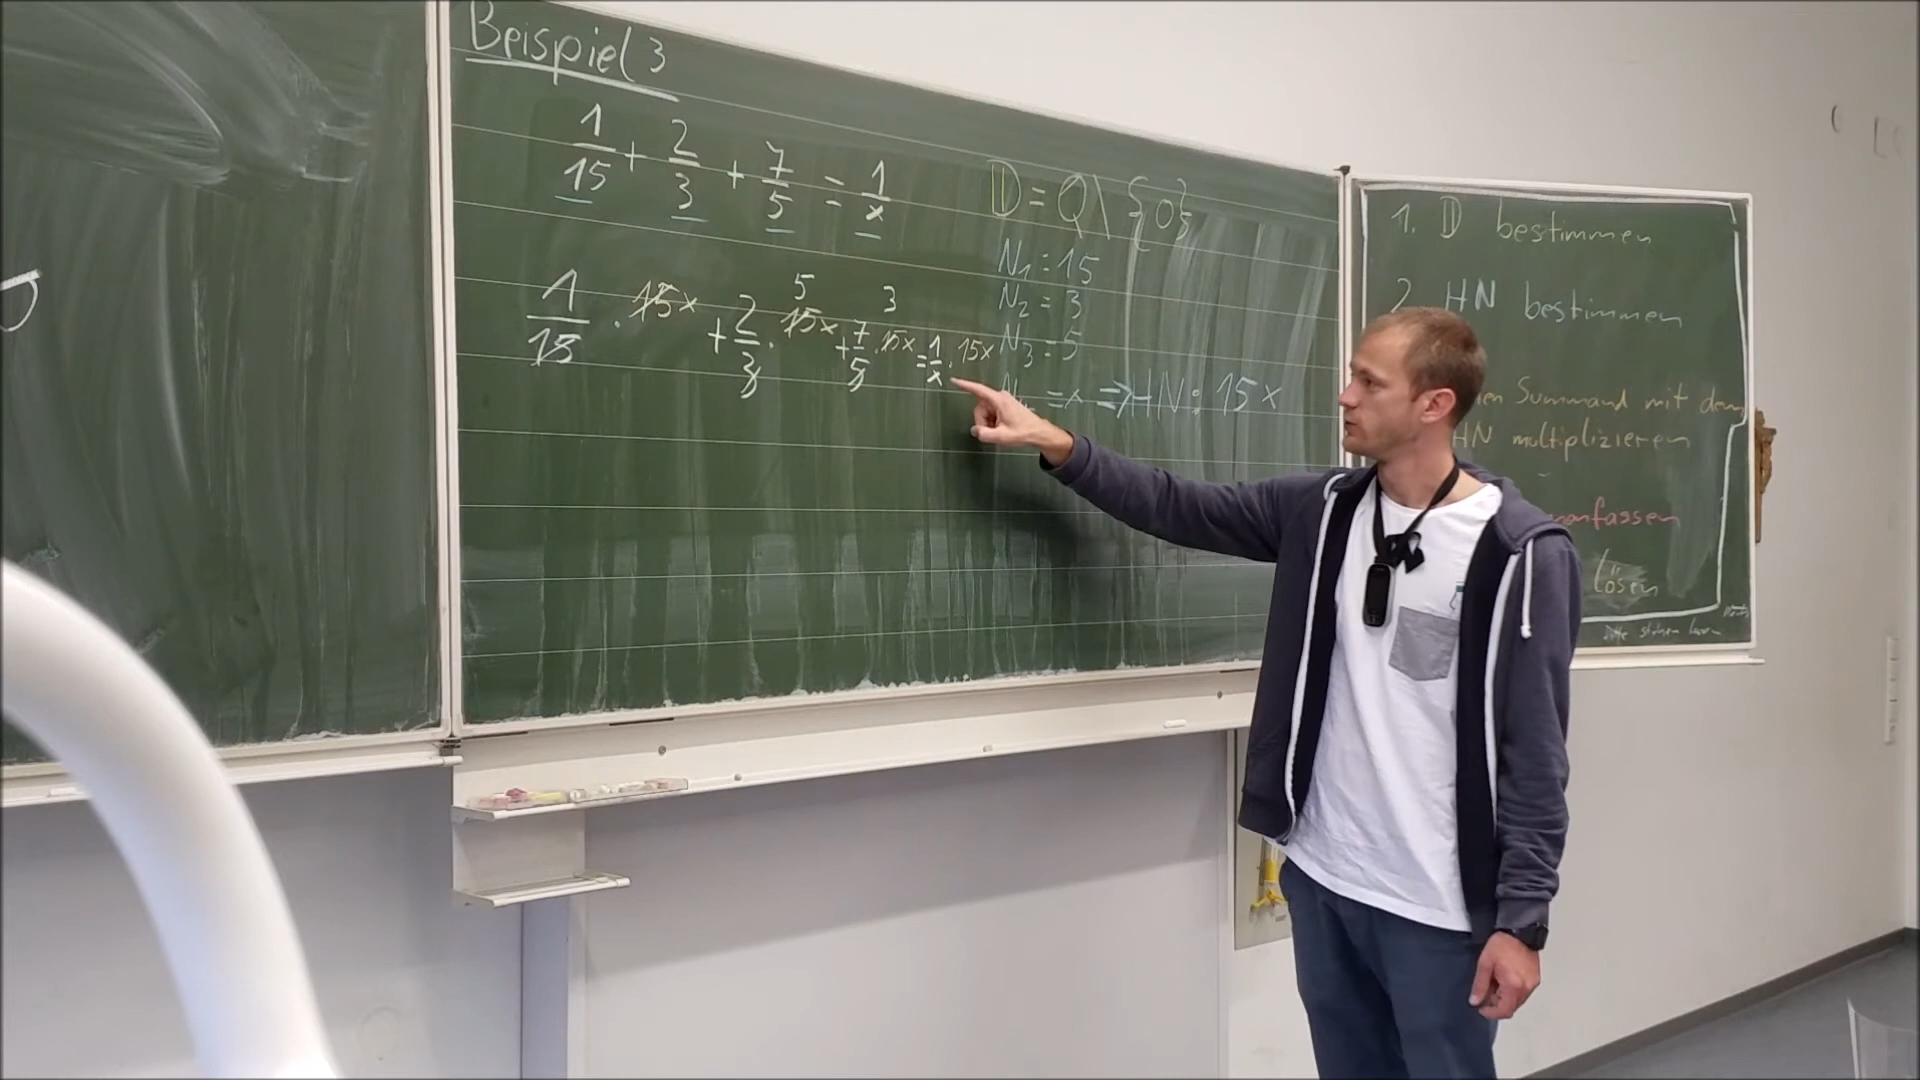 Beispiel 3
1/15 + 2/3 + 7/5 = 1/x
D = Q \ {0}
N1 = 15
N2 = 3
N3 = 5
= x => HN: 15x
5 3
1/15 · 15x + 2/3 · 15x + 7/5 · 15x = 1/x · 15x
1. D bestimmen
2. HN bestimmen
Summand mit dem
HN multiplizieren
lösen